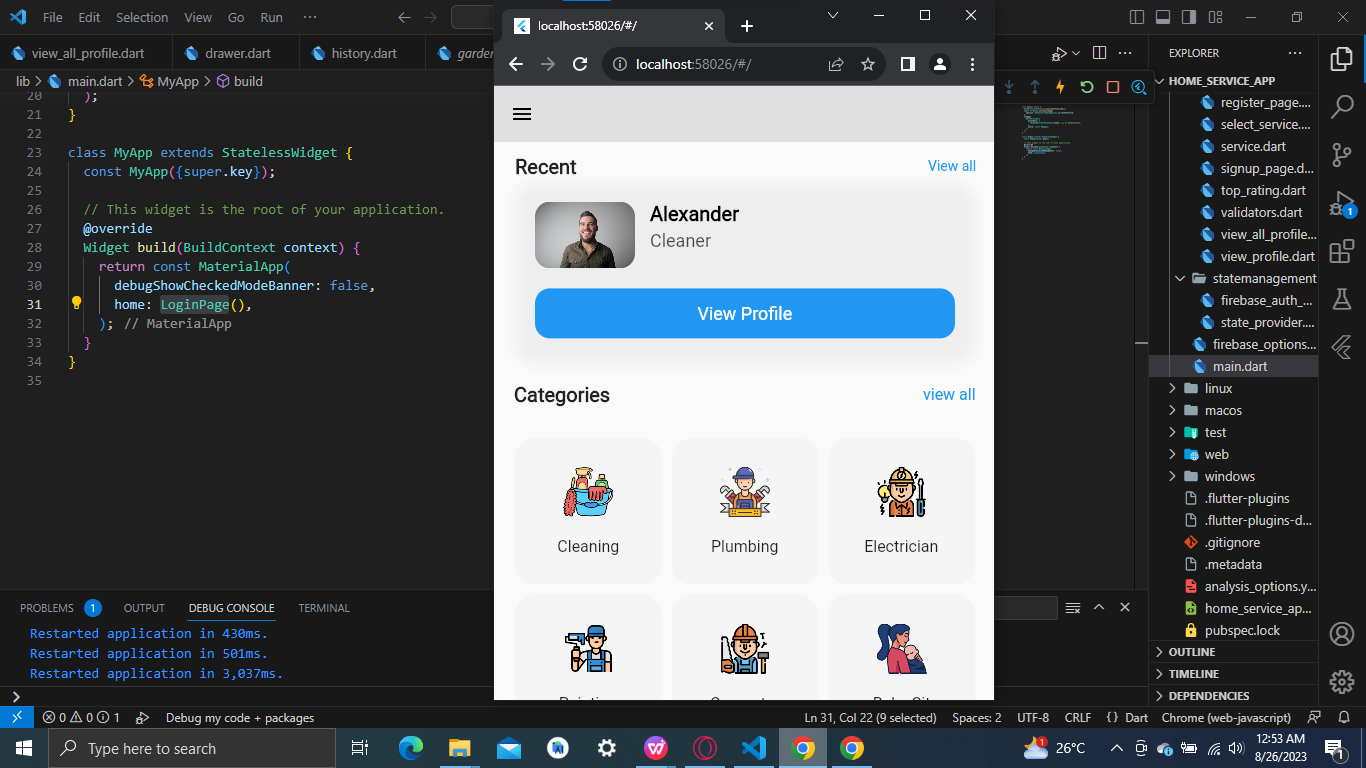 File Edit Selection View Go Run ···
localhost:58026/#/
view_all_profile.dart drawer.dart history.dart garde
localhost:58026/#/
EXPLORER
lib > main.dart > MyApp > build
HOME_SERVICE_APP
20 );
21 }
22
23 class MyApp extends StatelessWidget {
24 const MyApp({super.key});
25
26 // This widget is the root of your application.
27 @override
28 Widget build(BuildContext context) {
29 return const MaterialApp(
30 debugShowCheckedModeBanner: false,
31 home: LoginPage(),
32 ); // MaterialApp
33 }
34 }
35
Recent View all
Alexander
Cleaner
View Profile
Categories view all
Cleaning Plumbing Electrician
register_page....
select_service....
service.dart
signup_page.d...
top_rating.dart
validators.dart
view_all_profile...
view_profile.dart
statemanagement
firebase_auth_...
state_provider....
firebase_options...
main.dart
linux
macos
test
web
windows
.flutter-plugins
.flutter-plugins-d...
.gitignore
.metadata
analysis_options.y...
home_service_ap...
pubspec.lock
OUTLINE
TIMELINE
DEPENDENCIES
1
PROBLEMS 1 OUTPUT DEBUG CONSOLE TERMINAL
Restarted application in 430ms.
Restarted application in 501ms.
Restarted application in 3,037ms.
0 0 1 Debug my code + packages
Ln 31, Col 22 (9 selected) Spaces: 2 UTF-8 CRLF {} Dart Chrome (web-javascript)
Type here to search
1 26°C
12:53 AM
8/26/2023
1